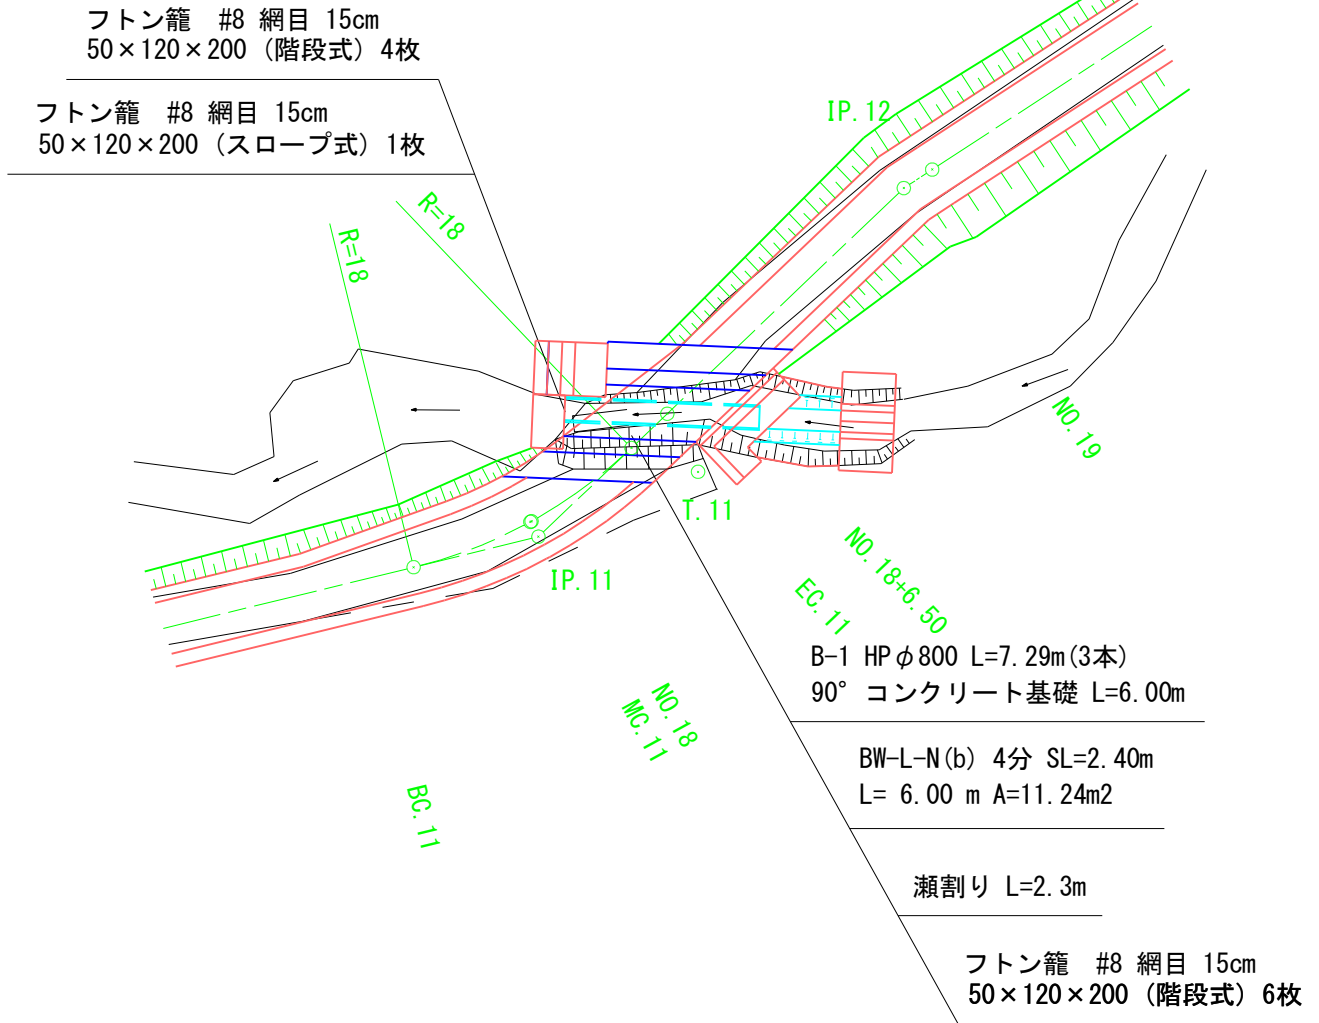 フトン籠　#8 網目 15cm
50×120×200（階段式）4枚
フトン籠　#8 網目 15cm
50×120×200（スロープ式）1枚
IP.12
R=18
R=18
NO.19
T.11
IP.11
NO.18+6.50
EC.11
NO.18
MC.11
BC.11
B-1 HPφ800 L=7.29m(3本)
90° コンクリート基礎 L=6.00m
BW-L-N(b) 4分 SL=2.40m
L= 6.00 m A=11.24m2
瀬割り L=2.3m
フトン籠　#8 網目 15cm
50×120×200（階段式）6枚